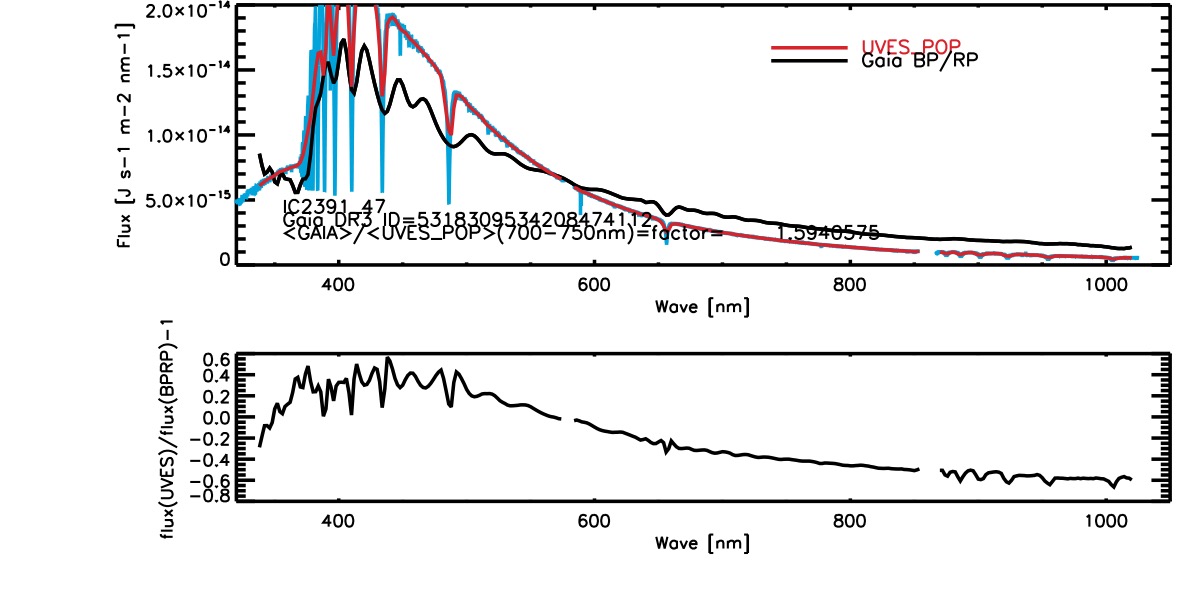 2.0×10⁻¹⁴
1.5×10⁻¹⁴
1.0×10⁻¹⁴
5.0×10⁻¹⁵
0
Flux [J s−1 m−2 nm−1]
UVES_POP
Gaia BP/RP
IC2391_47
Gaia DR3 ID=5318309534208474112
<GAIA>/<UVES_POP>(700−750nm)=factor= 1.5940575
400 600 800 1000
Wave [nm]
0.6
0.4
0.2
0.0
−0.2
−0.4
−0.6
−0.8
flux(UVES)/flux(BPRP)−1
400 600 800 1000
Wave [nm]